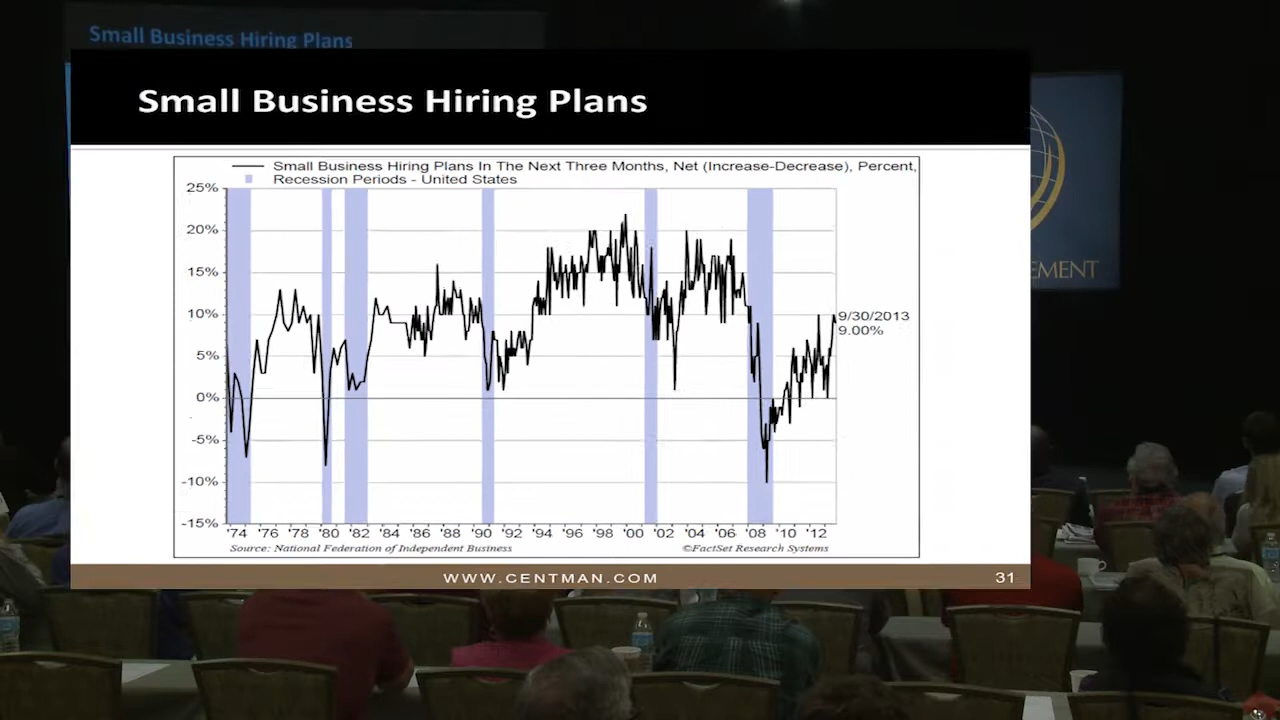 Small Business Hiring Plans
Small Business Hiring Plans
Small Business Hiring Plans In The Next Three Months, Net (Increase-Decrease), Percent,
Recession Periods - United States
25%
20%
15%
10%
5%
0%
-5%
-10%
-15%
9/30/2013
9.00%
'74 '76 '78 '80 '82 '84 '86 '88 '90 '92 '94 '96 '98 '00 '02 '04 '06 '08 '10 '12
Source: National Federation of Independent Business ©FactSet Research Systems
WWW.CENTMAN.COM 31
EMENT